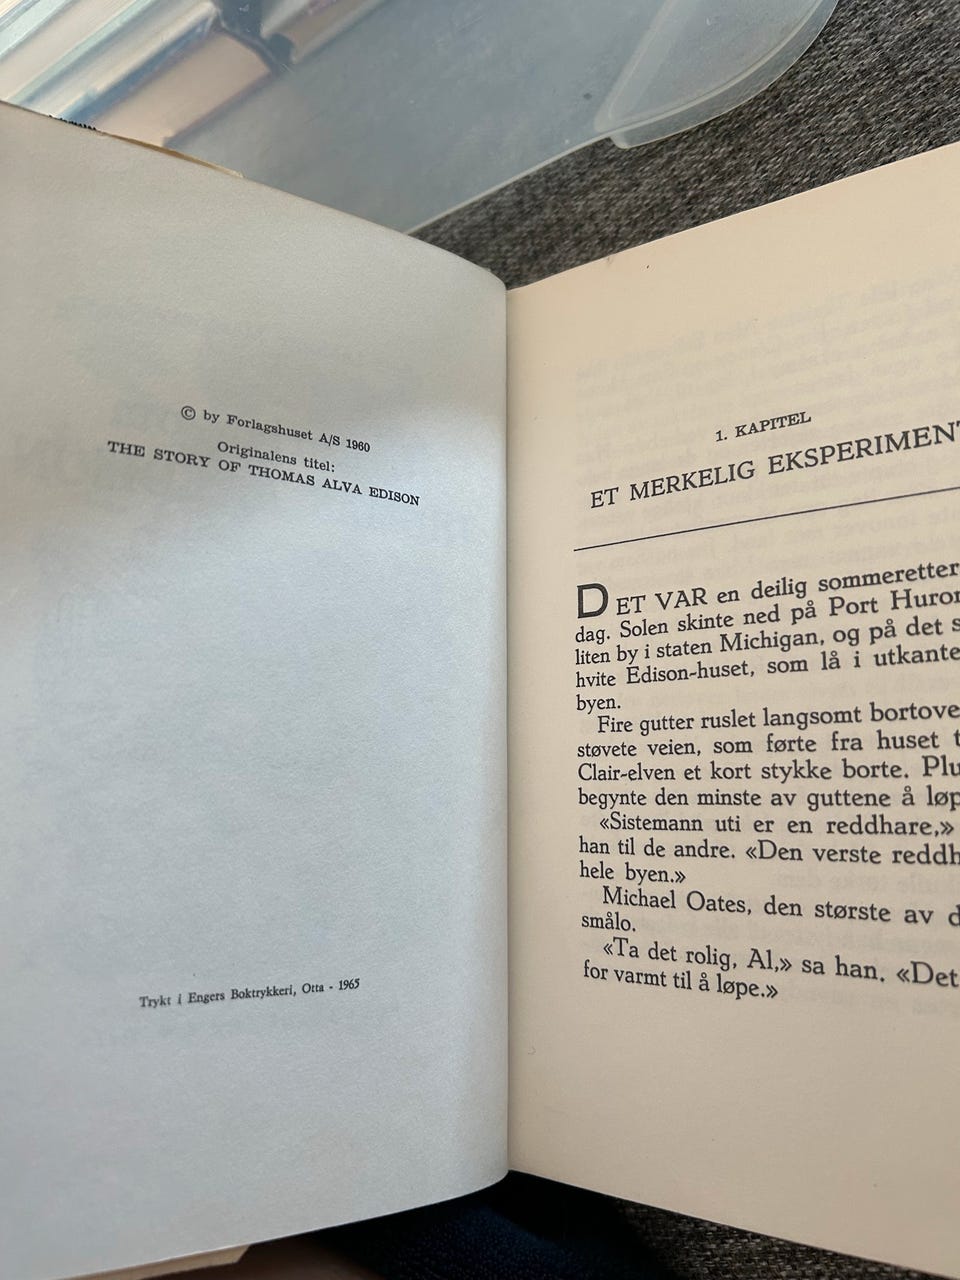 © by Forlagshuset A/S 1960
Originalens titel:
THE STORY OF THOMAS ALVA EDISON
Trykt i Engers Boktrykkeri, Otta - 1965
1. KAPITEL
ET MERKELIG EKSPERIMENT
DET VAR en deilig sommeretter
dag. Solen skinte ned på Port Huron
liten by i staten Michigan, og på det s
hvite Edison-huset, som lå i utkante
byen.
Fire gutter ruslet langsomt bortove
støvete veien, som førte fra huset t
Clair-elven et kort stykke borte. Plu
begynte den minste av guttene å løp
«Sistemann uti er en reddhare,»
han til de andre. «Den verste reddh
hele byen.»
Michael Oates, den største av d
smålo.
«Ta det rolig, Al,» sa han. «Det
for varmt til å løpe.»